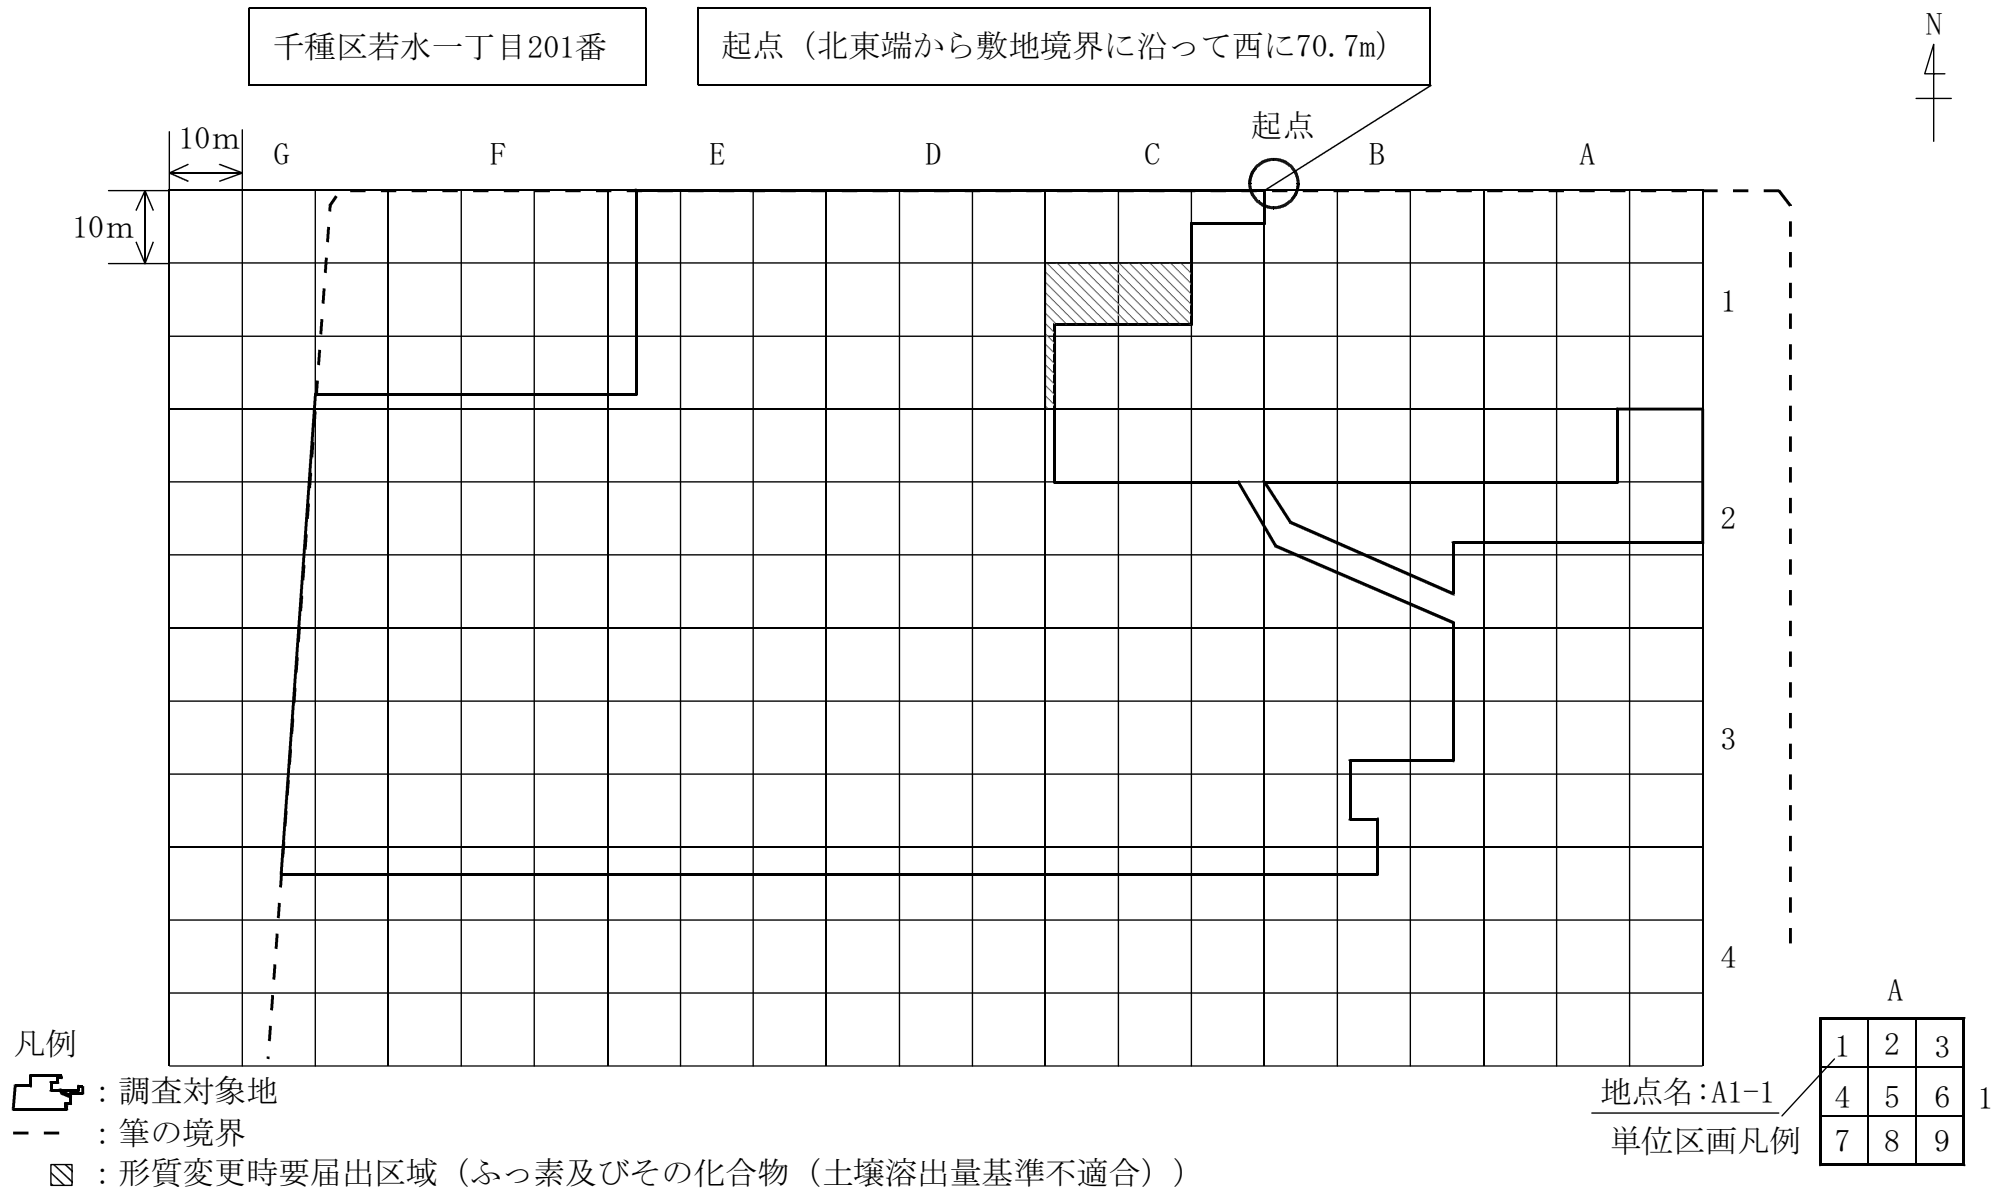 千種区若水一丁目201番
起点（北東端から敷地境界に沿って西に70.7m）
N
起点
10m
G F E D C B A
10m
1
2
3
4
凡例
：調査対象地
：筆の境界
：形質変更時要届出区域（ふっ素及びその化合物（土壌溶出量基準不適合））
A
1 2 3
4 5 6 1
7 8 9
地点名：A1-1
単位区画凡例